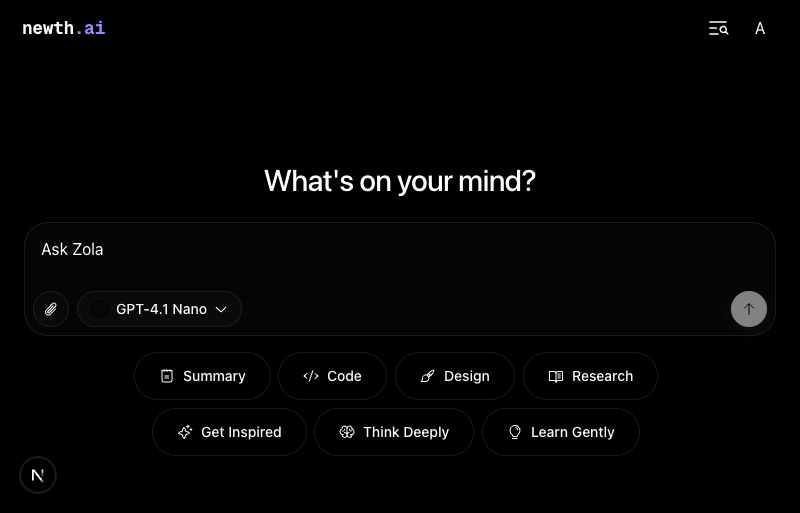 newth.ai
A
What's on your mind?
Ask Zola
GPT-4.1 Nano
Summary
Code
Design
Research
Get Inspired
Think Deeply
Learn Gently
N